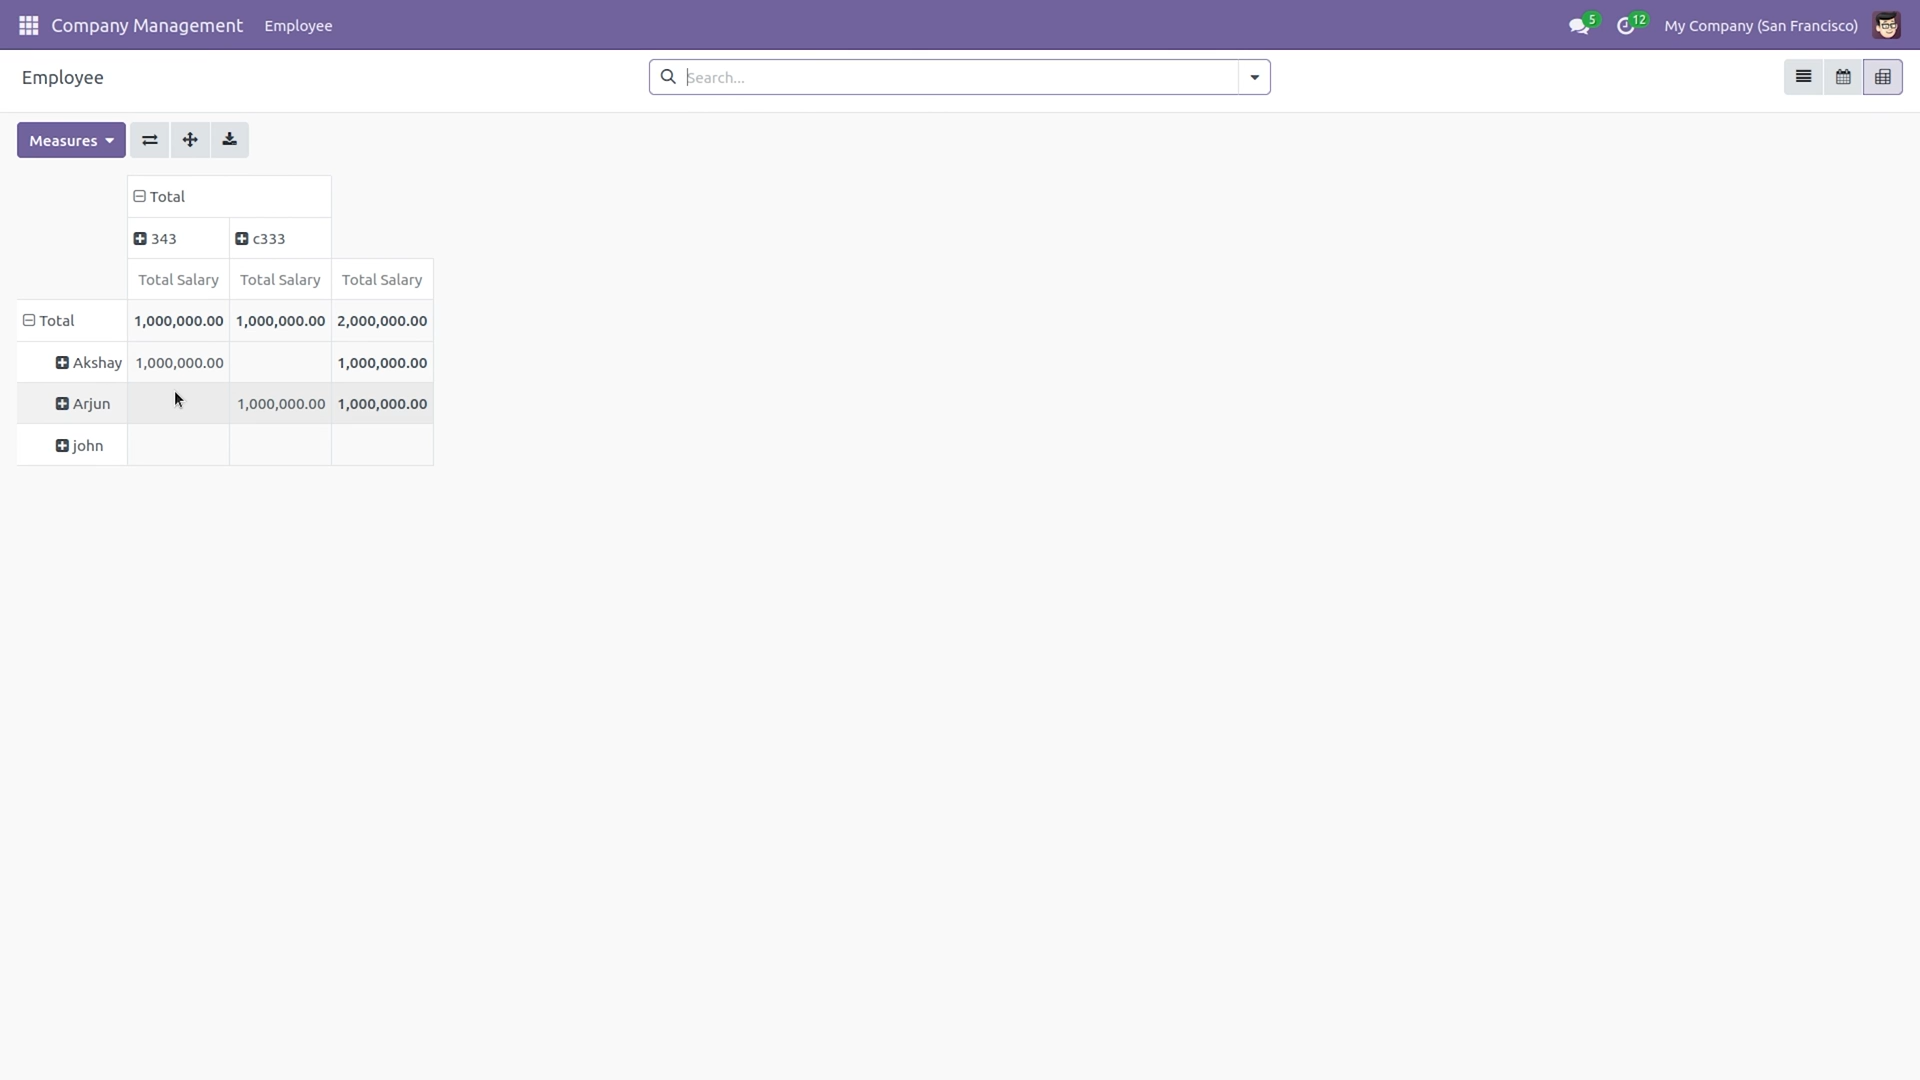 Company Management Employee 5 12 My Company (San Francisco)
Employee Search...
Measures
Total
343 c333
Total Salary Total Salary Total Salary
Total 1,000,000.00 1,000,000.00 2,000,000.00
Akshay 1,000,000.00 1,000,000.00
Arjun 1,000,000.00 1,000,000.00
john